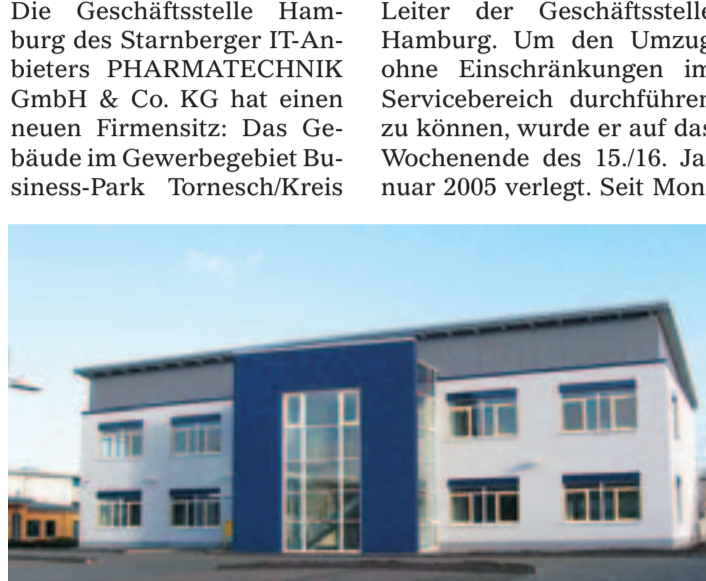 Die Geschäftsstelle Ham-
burg des Starnberger IT-An-
bieters PHARMATECHNIK
GmbH & Co. KG hat einen
neuen Firmensitz: Das Ge-
bäude im Gewerbegebiet Bu-
siness-Park Tornesch/Kreis
Leiter der Geschäftsstelle
Hamburg. Um den Umzug
ohne Einschränkungen im
Servicebereich durchführen
zu können, wurde er auf das
Wochenende des 15./16. Ja
nuar 2005 verlegt. Seit Mon